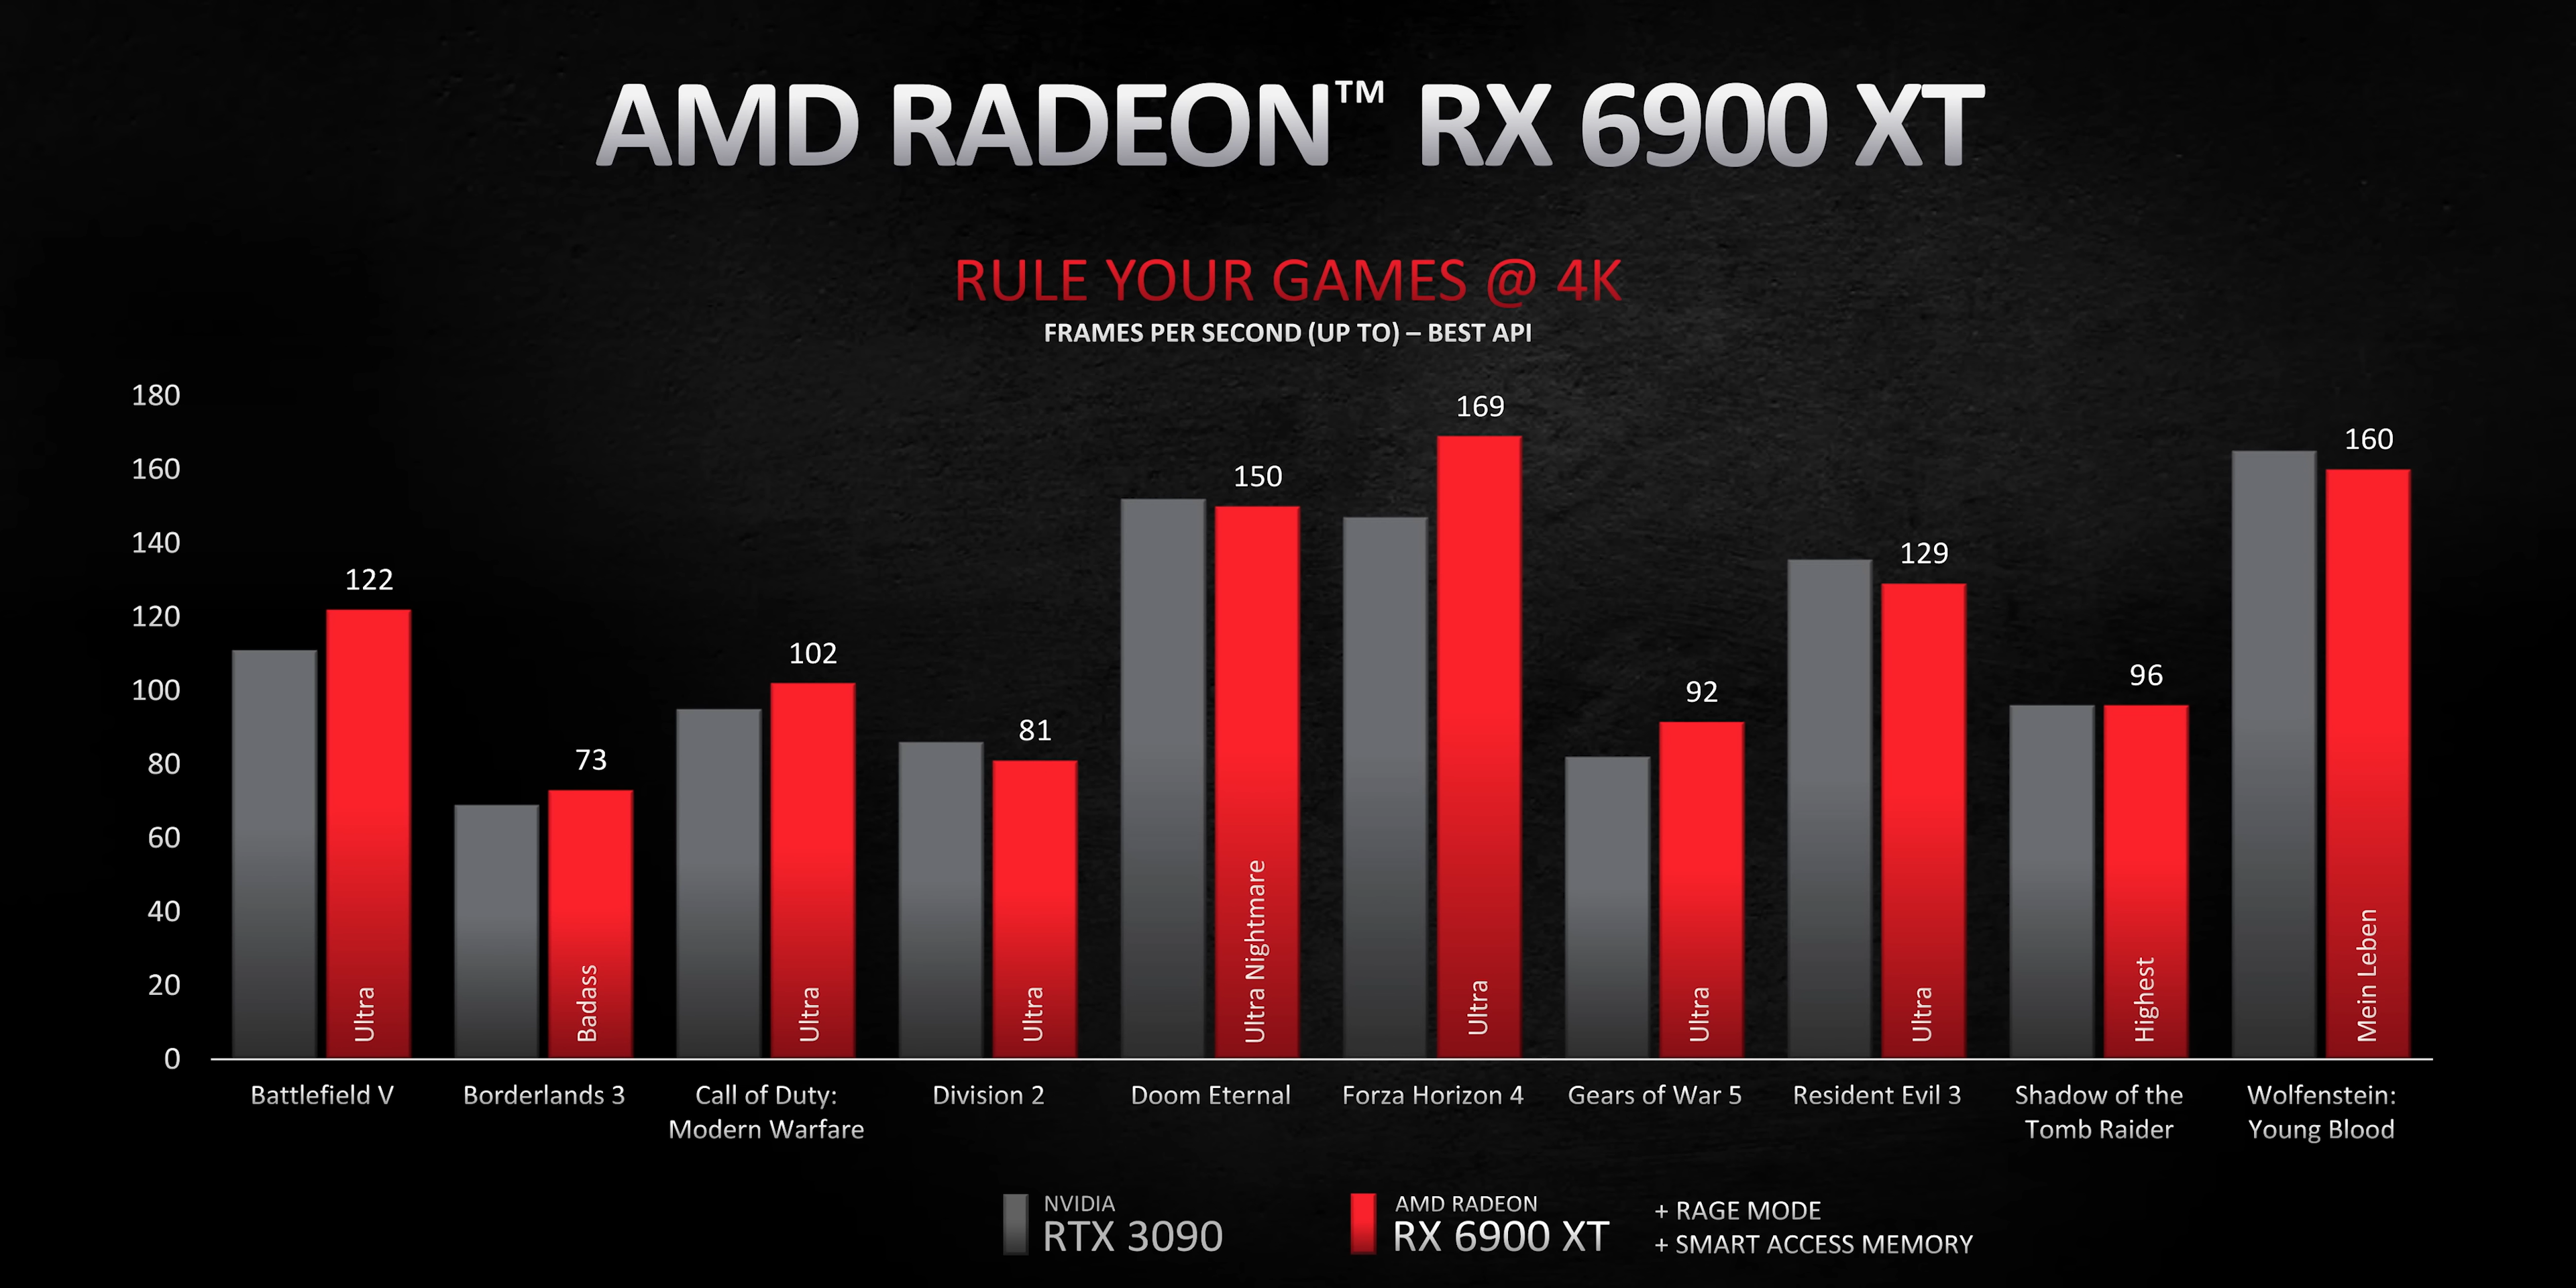 AMD RADEON™ RX 6900 XT
RULE YOUR GAMES @ 4K
FRAMES PER SECOND (UP TO) – BEST API
180
160
140
120
100
80
60
40
20
0
122
73
102
81
150
169
92
129
96
160
Ultra
Badass
Ultra
Ultra
Ultra Nightmare
Ultra
Ultra
Ultra
Highest
Mein Leben
Battlefield V
Borderlands 3
Call of Duty:
Modern Warfare
Division 2
Doom Eternal
Forza Horizon 4
Gears of War 5
Resident Evil 3
Shadow of the
Tomb Raider
Wolfenstein:
Young Blood
NVIDIA
RTX 3090
AMD RADEON
RX 6900 XT
+ RAGE MODE
+ SMART ACCESS MEMORY